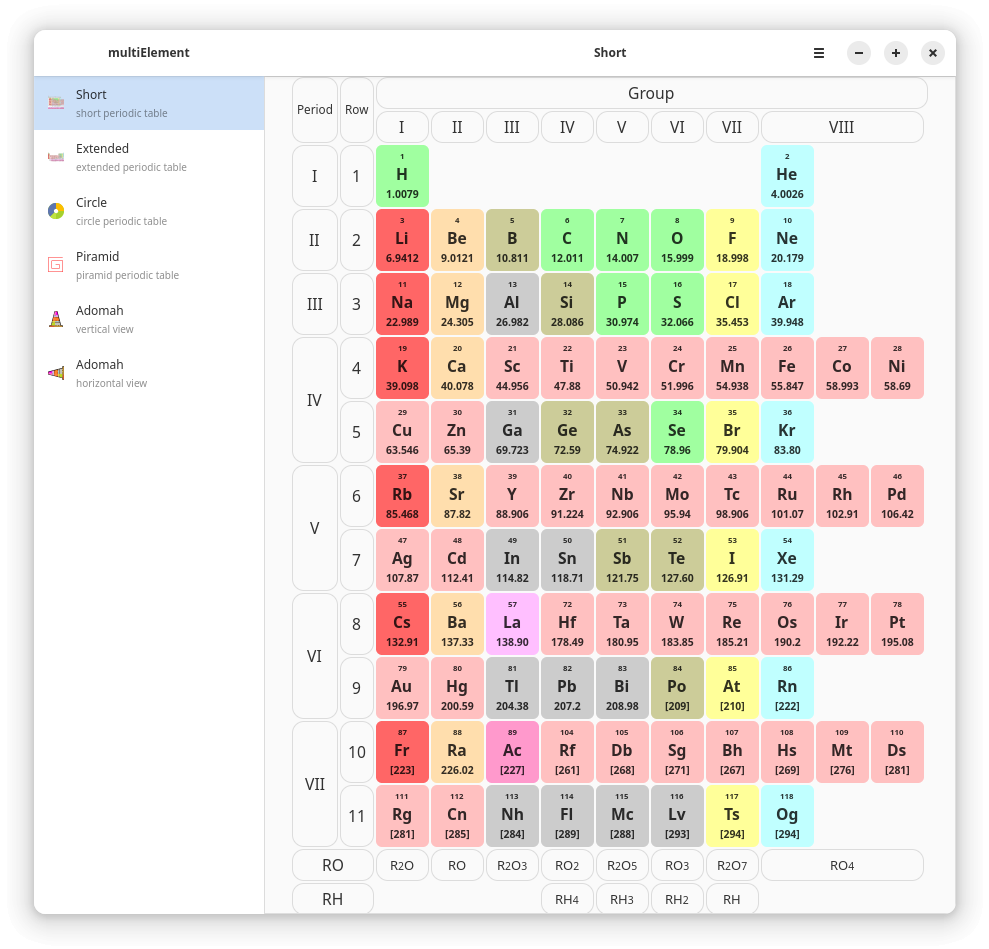 multiElement
Short
Short
short periodic table
Extended
extended periodic table
Circle
circle periodic table
Piramid
piramid periodic table
Adomah
vertical view
Adomah
horizontal view
Period Row Group
I II III IV V VI VII VIII
I 1
1 2
H He
1.0079 4.0026
II 2
3 4 5 6 7 8 9 10
Li Be B C N O F Ne
6.9412 9.0121 10.811 12.011 14.007 15.999 18.998 20.179
III 3
11 12 13 14 15 16 17 18
Na Mg Al Si P S Cl Ar
22.989 24.305 26.982 28.086 30.974 32.066 35.453 39.948
IV 4
19 20 21 22 23 24 25 26 27 28
K Ca Sc Ti V Cr Mn Fe Co Ni
39.098 40.078 44.956 47.88 50.942 51.996 54.938 55.847 58.993 58.69
5
29 30 31 32 33 34 35 36
Cu Zn Ga Ge As Se Br Kr
63.546 65.39 69.723 72.59 74.922 78.96 79.904 83.80
V 6
37 38 39 40 41 42 43 44 45 46
Rb Sr Y Zr Nb Mo Tc Ru Rh Pd
85.468 87.82 88.906 91.224 92.906 95.94 98.906 101.07 102.91 106.42
7
47 48 49 50 51 52 53 54
Ag Cd In Sn Sb Te I Xe
107.87 112.41 114.82 118.71 121.75 127.60 126.91 131.29
VI 8
55 56 57 72 73 74 75 76 77 78
Cs Ba La Hf Ta W Re Os Ir Pt
132.91 137.33 138.90 178.49 180.95 183.85 185.21 190.2 192.22 195.08
9
79 80 81 82 83 84 85 86
Au Hg Tl Pb Bi Po At Rn
196.97 200.59 204.38 207.2 208.98 [209] [210] [222]
VII 10
87 88 89 104 105 106 107 108 109 110
Fr Ra Ac Rf Db Sg Bh Hs Mt Ds
[223] 226.02 [227] [261] [268] [271] [267] [269] [276] [281]
11
111 112 113 114 115 116 117 118
Rg Cn Nh Fl Mc Lv Ts Og
[281] [285] [284] [289] [288] [293] [294] [294]
RO R2O RO R2O3 RO2 R2O5 RO3 R2O7 RO4
RH RH4 RH3 RH2 RH